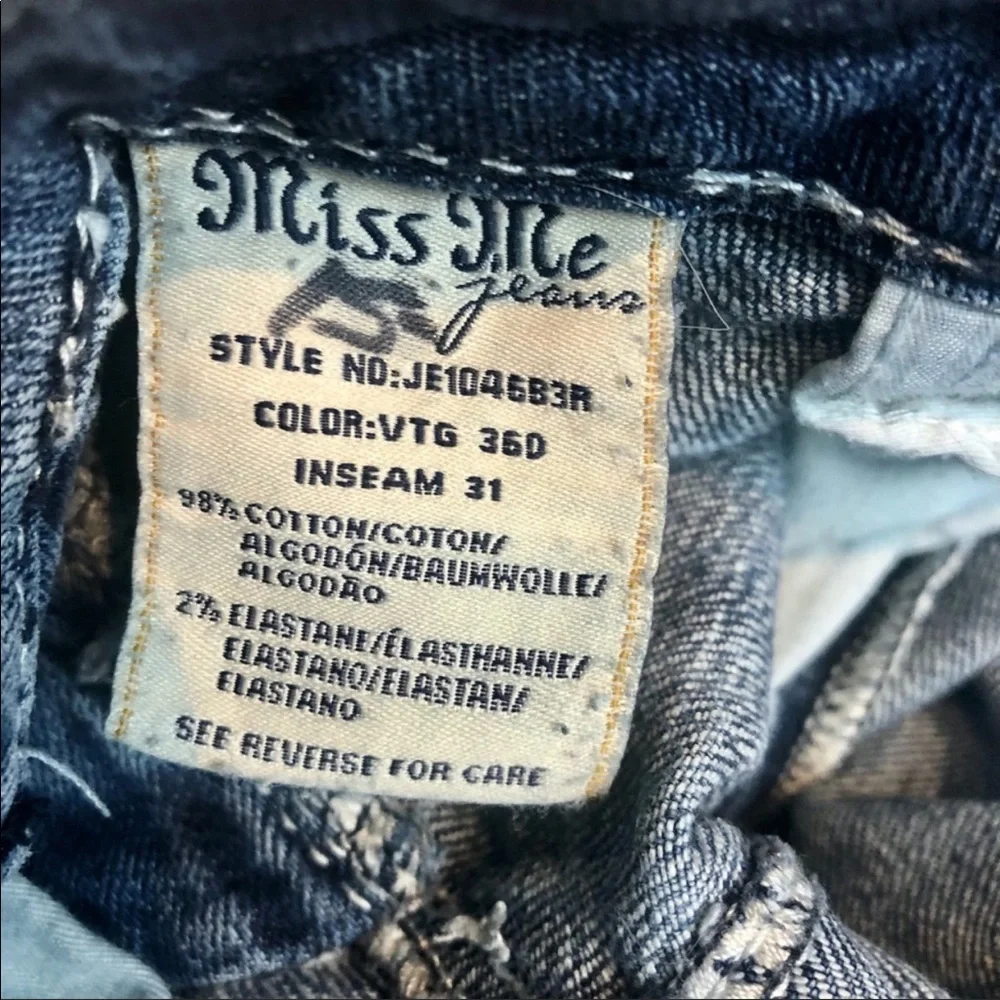 Miss Me
jeans
STYLE NO:JE1046B3R
COLOR:VTG 36D
INSEAM 31
98% COTTON/COTON/
ALGODÓN/BAUMWOLLE/
ALGODÃO
2% ELASTANE/ÉLASTHANNE/
ELASTANO/ELASTAN/
ELASTANO
SEE REVERSE FOR CARE